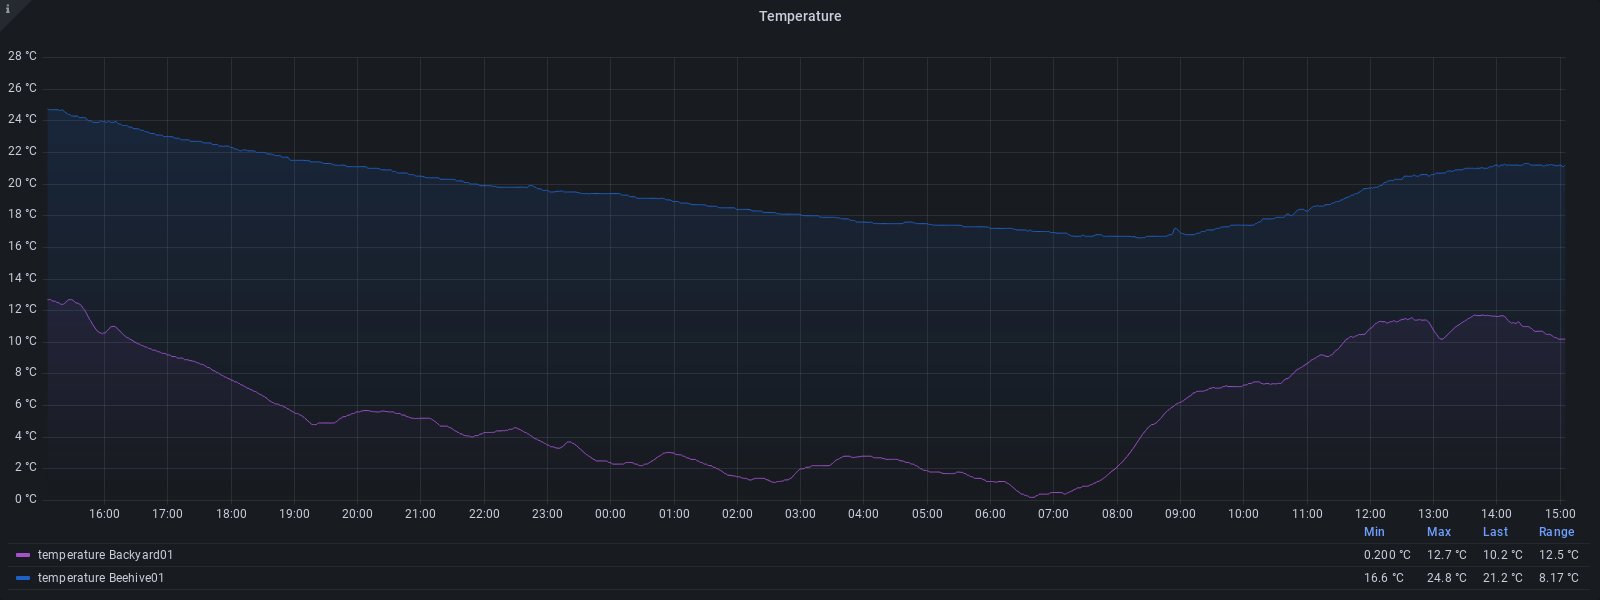 i
Temperature
28 °C
26 °C
24 °C
22 °C
20 °C
18 °C
16 °C
14 °C
12 °C
10 °C
8 °C
6 °C
4 °C
2 °C
0 °C
16:00 17:00 18:00 19:00 20:00 21:00 22:00 23:00 00:00 01:00 02:00 03:00 04:00 05:00 06:00 07:00 08:00 09:00 10:00 11:00 12:00 13:00 14:00 15:00
Min Max Last Range
temperature Backyard01 0.200 °C 12.7 °C 10.2 °C 12.5 °C
temperature Beehive01 16.6 °C 24.8 °C 21.2 °C 8.17 °C